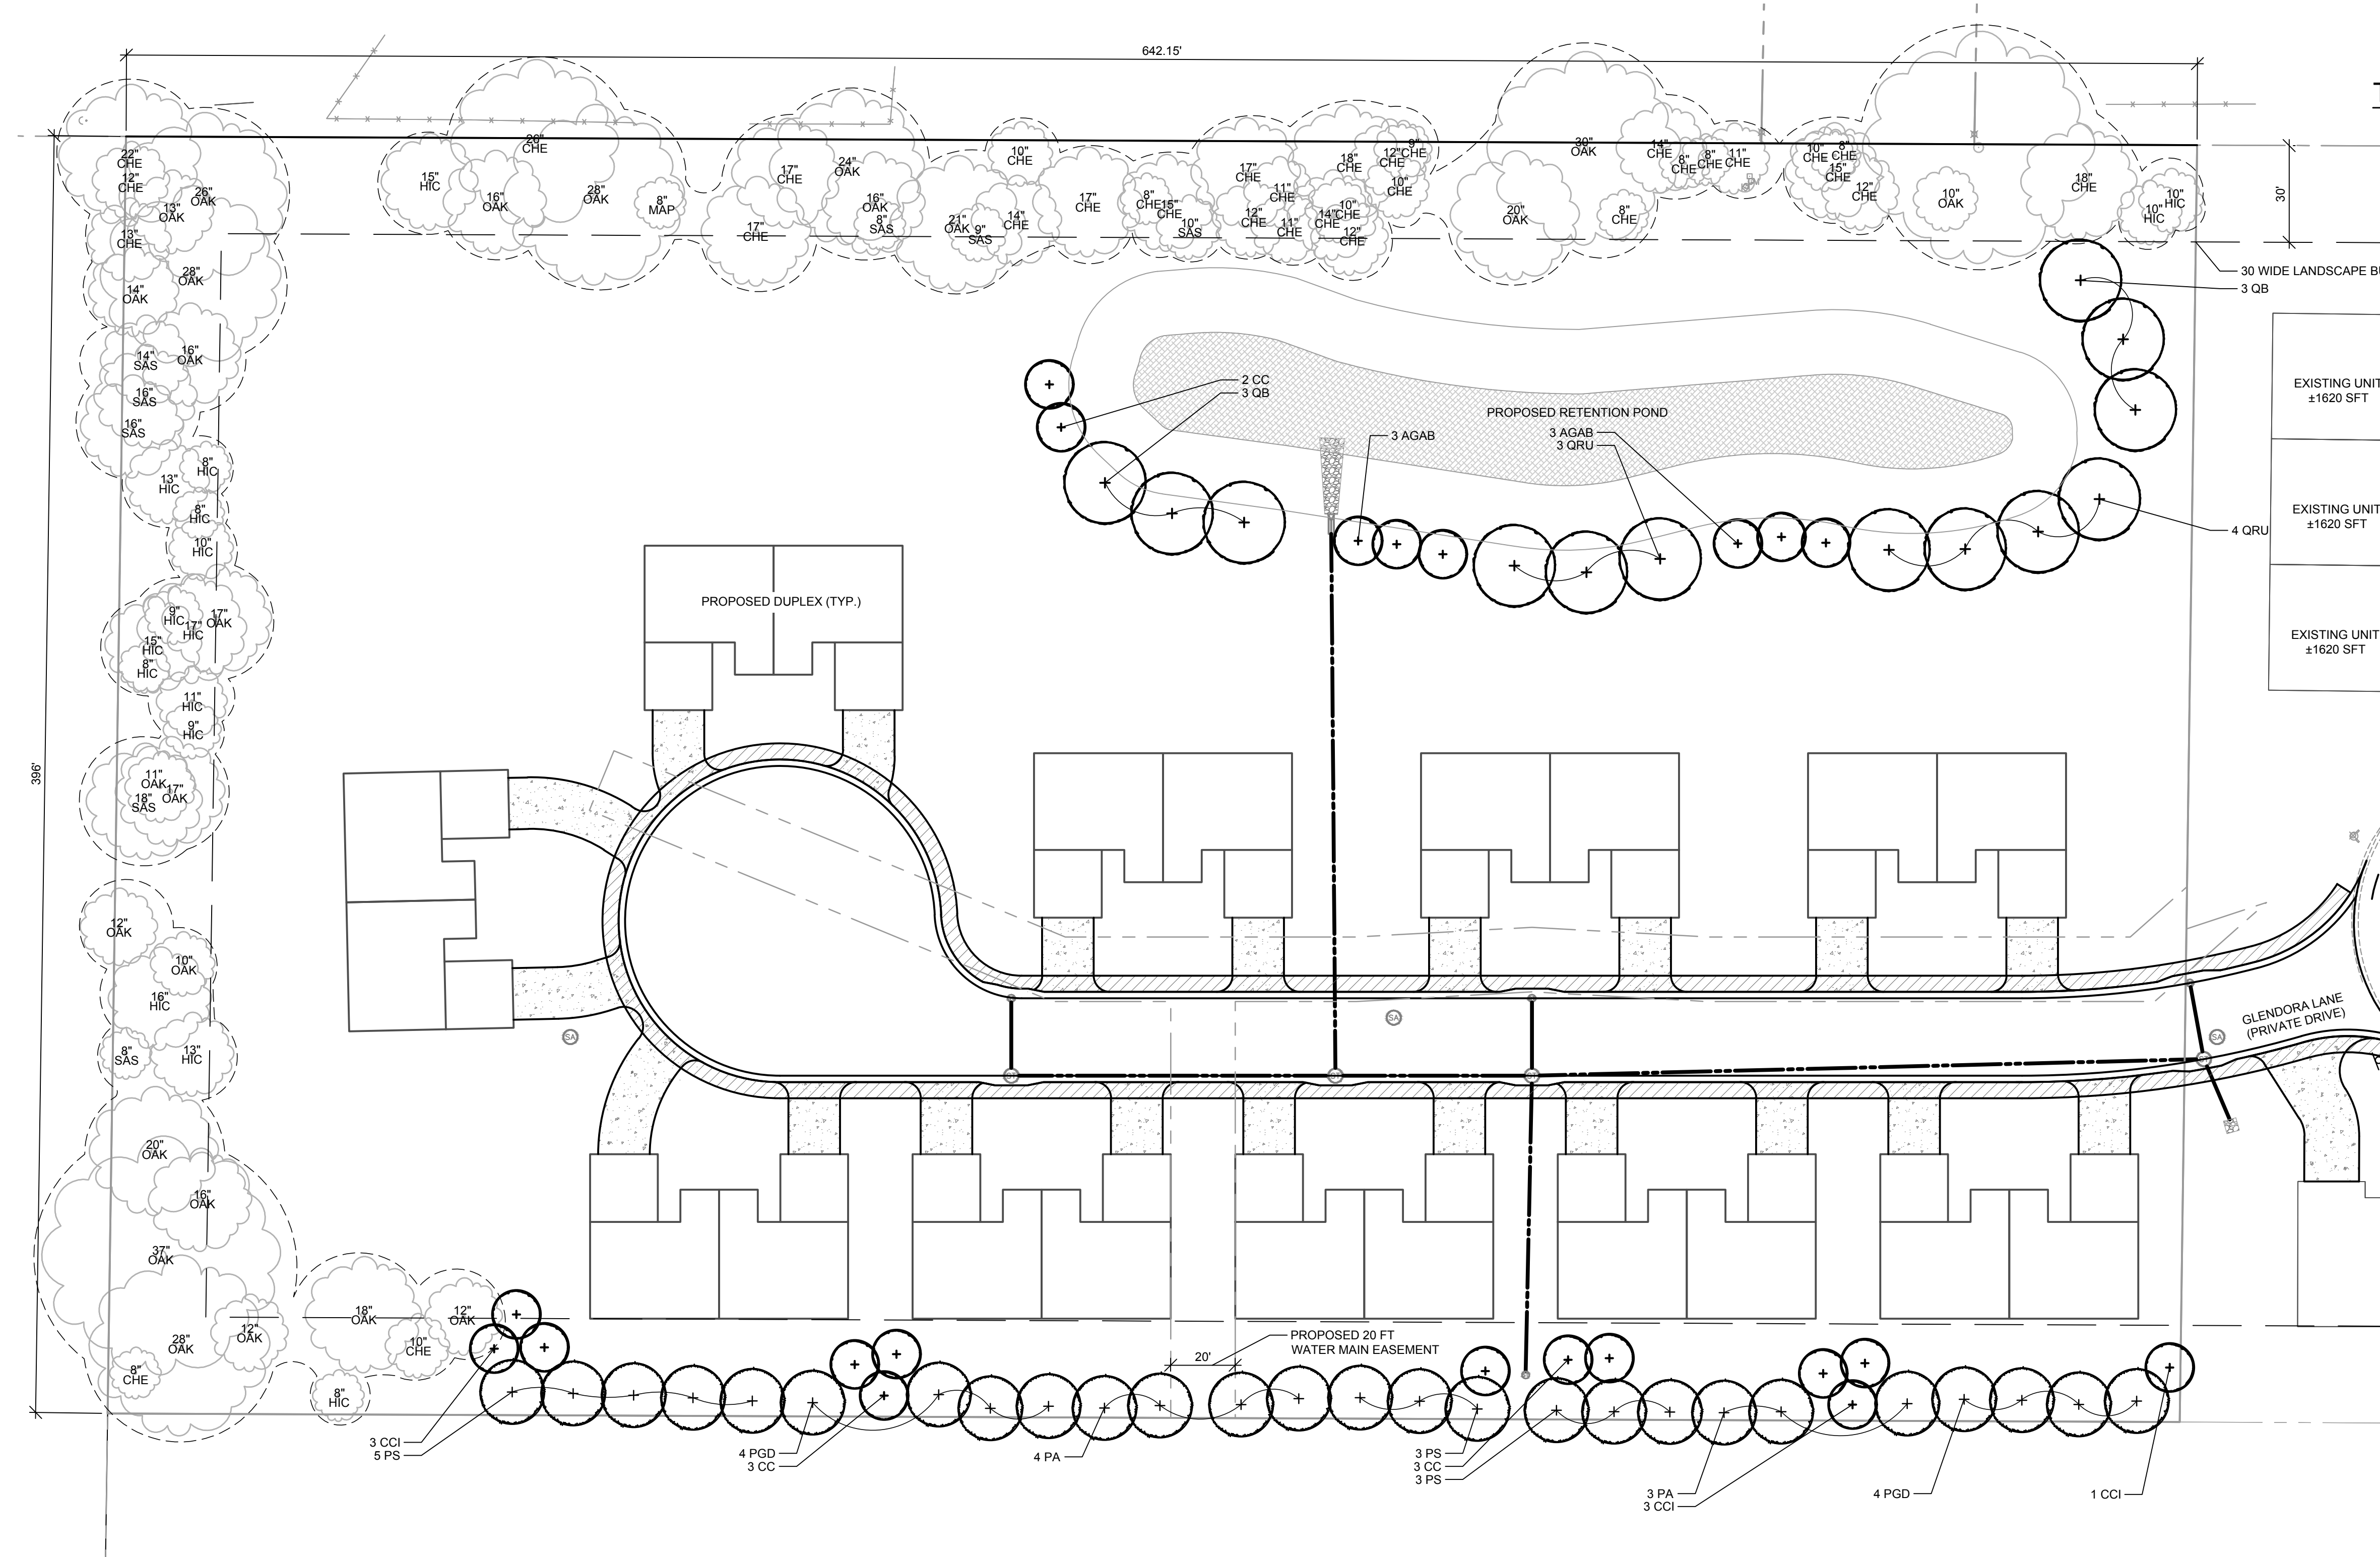 642.15'
22"
CHE
12"
CHE
26"
OAK
13"
OAK
13"
CHE
28"
OAK
14"
OAK
15"
HIC
16"
OAK
26"
CHE
28"
OAK
8"
MAP
17"
CHE
17"
CHE
24"
OAK
16"
OAK
8"
SAS
21"
OAK
9"
SAS
14"
CHE
10"
CHE
17"
CHE
8"
CHE
15"
CHE
10"
SAS
17"
CHE
11"
CHE
12"
CHE
11"
CHE
18"
CHE
12"
CHE
9"
CHE
10"
CHE
10"
CHE
14"
CHE
12"
CHE
30"
OAK
20"
OAK
8"
CHE
14"
CHE
8"
CHE
8"
CHE
11"
CHE
10"
CHE
8"
CHE
15"
CHE
12"
CHE
10"
OAK
18"
CHE
10"
HIC
10"
HIC
30'
30 WIDE LANDSCAPE
3 QB
14"
SAS
16"
OAK
16"
SAS
16"
SAS
8"
HIC
13"
HIC
8"
HIC
10"
HIC
9"
HIC
17"
HIC
17"
OAK
15"
HIC
8"
HIC
11"
HIC
9"
HIC
11"
OAK
17"
OAK
18"
SAS
12"
OAK
10"
OAK
16"
HIC
8"
SAS
13"
HIC
20"
OAK
16"
OAK
37"
OAK
28"
OAK
12"
OAK
8"
CHE
18"
OAK
12"
OAK
10"
CHE
8"
HIC
396'
2 CC
3 QB
PROPOSED RETENTION POND
3 AGAB
3 AGAB
3 QRU
4 QRU
EXISTING UNIT
±1620 SFT
EXISTING UNIT
±1620 SFT
EXISTING UNIT
±1620 SFT
PROPOSED DUPLEX (TYP.)
SA
SA
SA
ST
ST
ST
ST
GLENDORA LANE
(PRIVATE DRIVE)
PROPOSED 20 FT
WATER MAIN EASEMENT
20'
3 CCI
5 PS
4 PGD
3 CC
4 PA
3 PS
3 CC
3 PS
3 PA
3 CCI
4 PGD
1 CCI